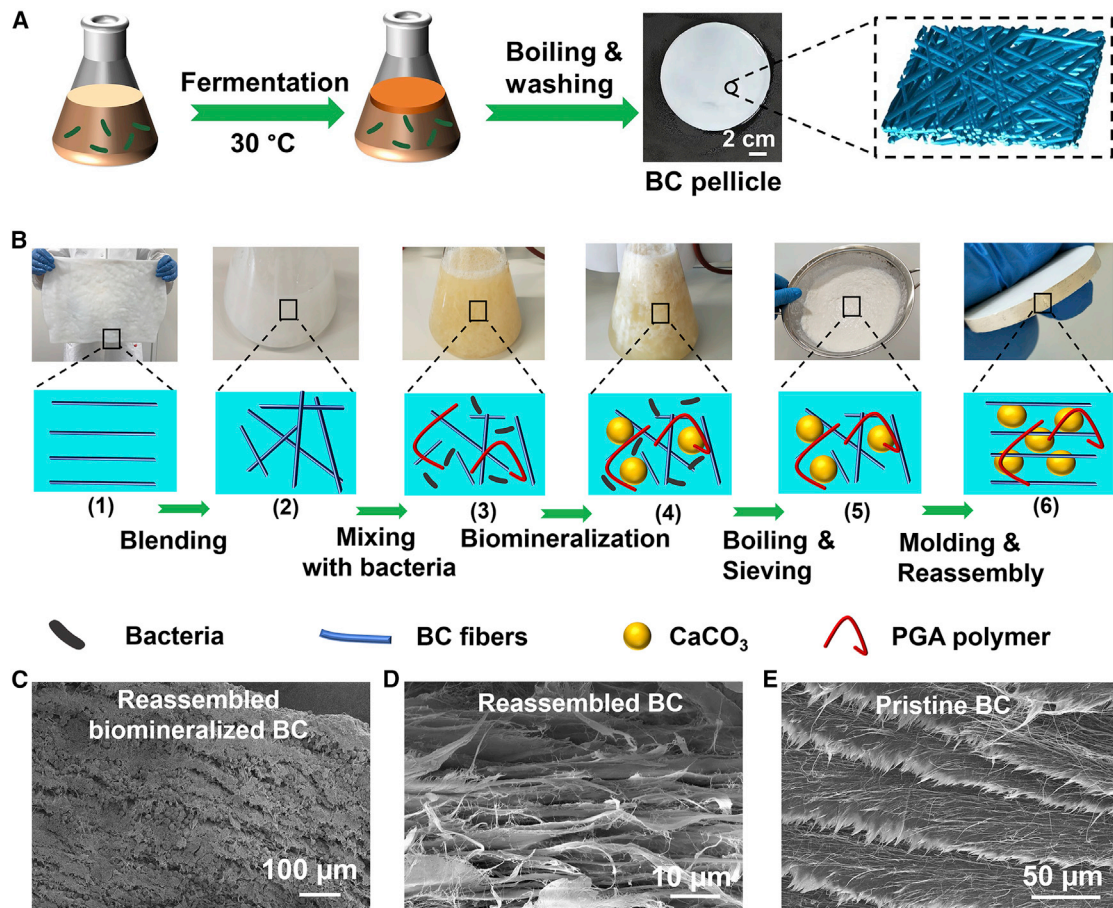 A
Fermentation
30 °C
Boiling &
washing
2 cm
BC pellicle
B
(1)
(2)
(3)
(4)
(5)
(6)
Blending
Mixing
with bacteria
Biomineralization
Boiling &
Sieving
Molding &
Reassembly
Bacteria
BC fibers
CaCO₃
PGA polymer
C
Reassembled
biomineralized BC
100 μm
D
Reassembled BC
10 μm
E
Pristine BC
50 μm